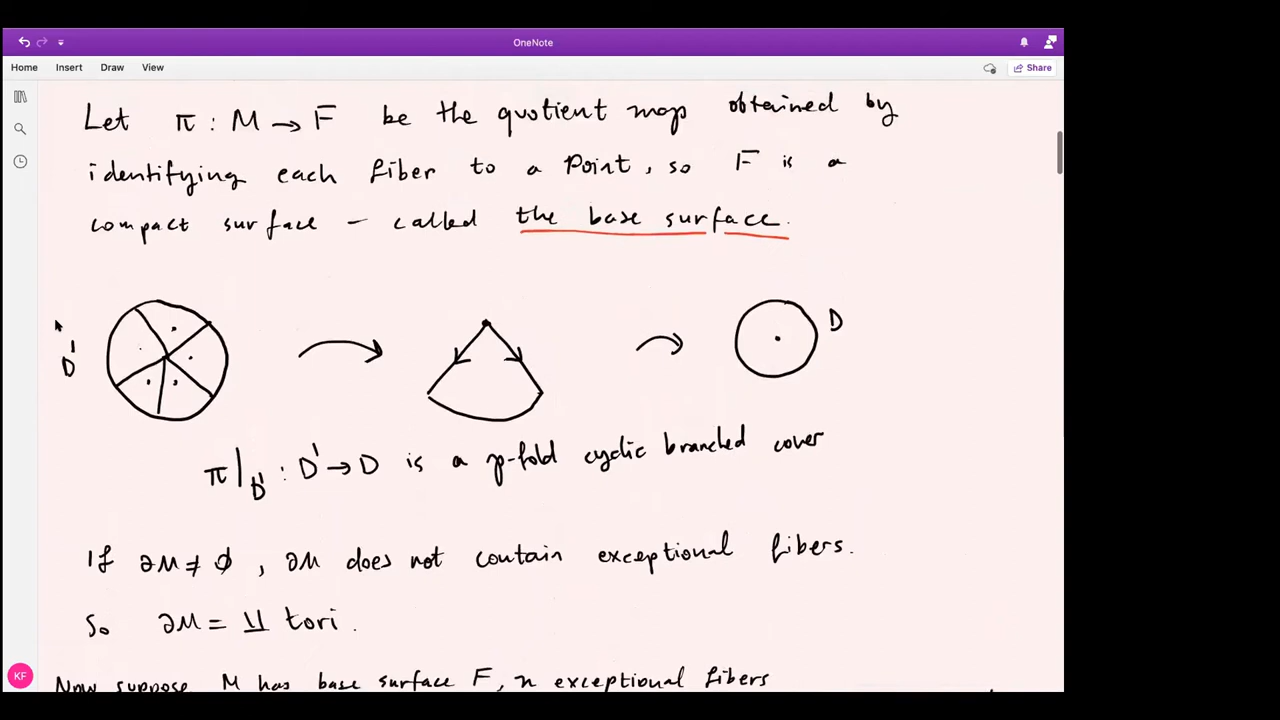 OneNote
Home Insert Draw View Share
Let π : M → F be the quotient map obtained by
identifying each fiber to a point, so F is a
compact surface – called the base surface.
D' D
π|_D' : D' → D is a p-fold cyclic branched cover
If ∂M ≠ ∅, ∂M does not contain exceptional fibers.
So ∂M = ⨿ tori.
Now suppose M has base surface F, n exceptional fibers
KF